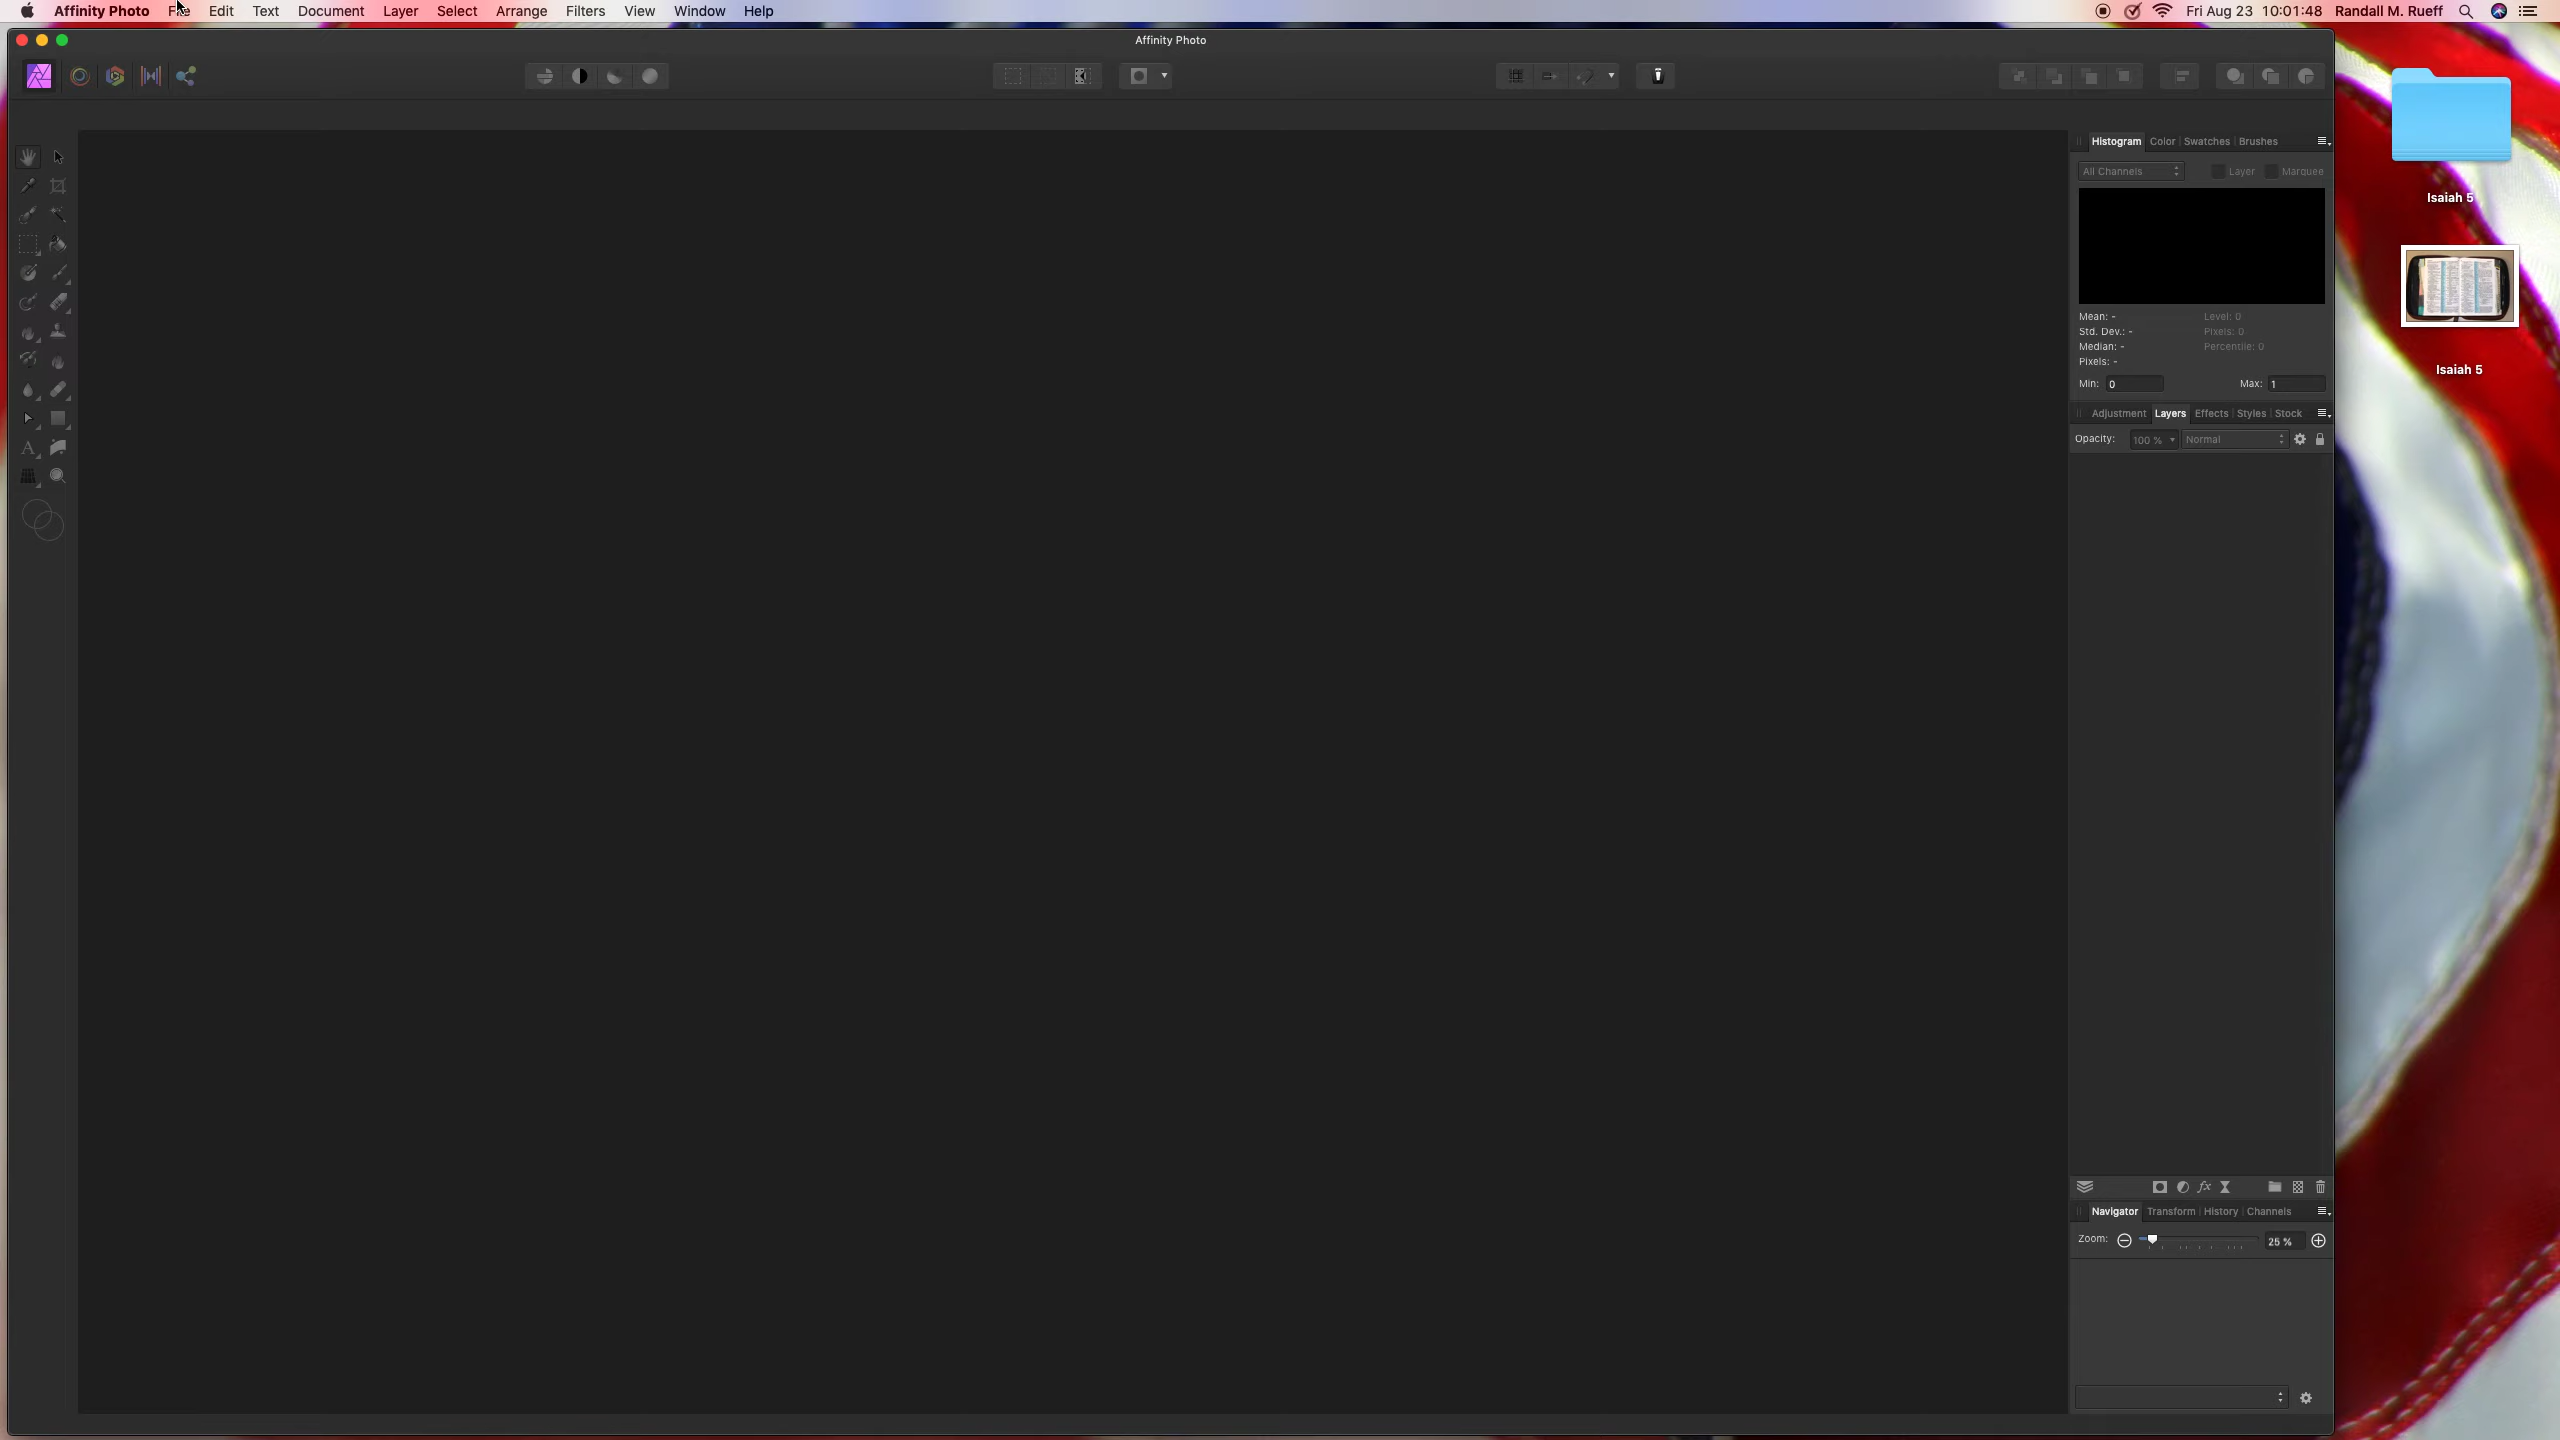 Affinity Photo File Edit Text Document Layer Select Arrange Filters View Window Help Fri Aug 23 10:01:48 Randall M. Rueff
Affinity Photo
Histogram Color Swatches Brushes
All Channels Layer Marquee
Mean: - Level: 0
Std. Dev.: - Pixels: 0
Median: - Percentile: 0
Pixels: -
Min: 0 Max: 1
Adjustment Layers Effects Styles Stock
Opacity: 100 % Normal
Navigator Transform History Channels
Zoom: 25 %
Isaiah 5
Isaiah 5